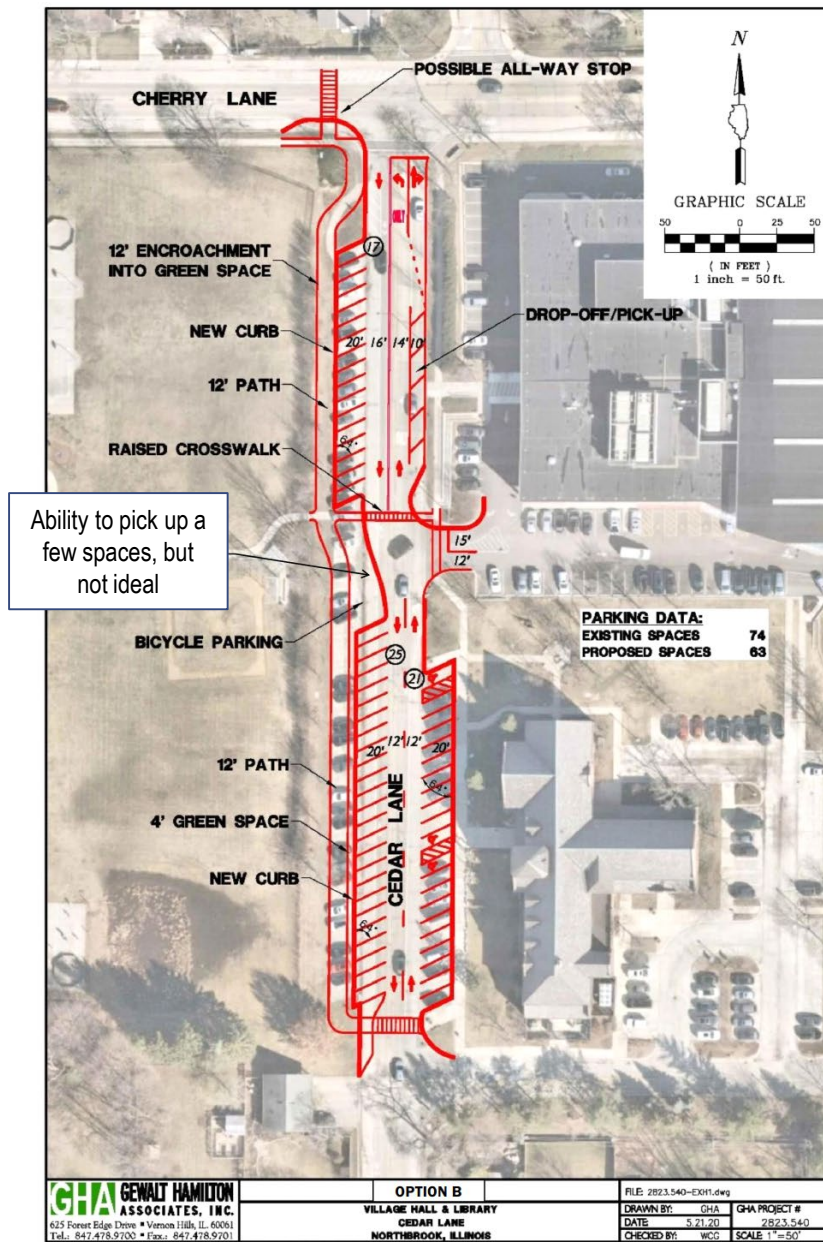 CHERRY LANE
POSSIBLE ALL-WAY STOP
N
GRAPHIC SCALE
50 0 25 50
( IN FEET )
1 inch = 50 ft.
ONLY
17
12' ENCROACHMENT
INTO GREEN SPACE
DROP-OFF/PICK-UP
NEW CURB
20' 16' 14' 10'
12' PATH
64°
RAISED CROSSWALK
Ability to pick up a
few spaces, but
not ideal
15'
12'
BICYCLE PARKING
PARKING DATA:
EXISTING SPACES 74
PROPOSED SPACES 63
25
21
20' 12' 12' 20'
12' PATH
64°
4' GREEN SPACE
CEDAR LANE
NEW CURB
64°
GHA GEWALT HAMILTON
ASSOCIATES, INC.
625 Forest Edge Drive ▪ Vernon Hills, IL. 60061
Tel.: 847.478.9700 ▪ Fax.: 847.478.9701
OPTION B
VILLAGE HALL & LIBRARY
CEDAR LANE
NORTHBROOK, ILLINOIS
FILE: 2823.540-EXH1.dwg
DRAWN BY: GHA GHA PROJECT #
DATE: 5.21.20 2823.540
CHECKED BY: WCG SCALE: 1"=50'